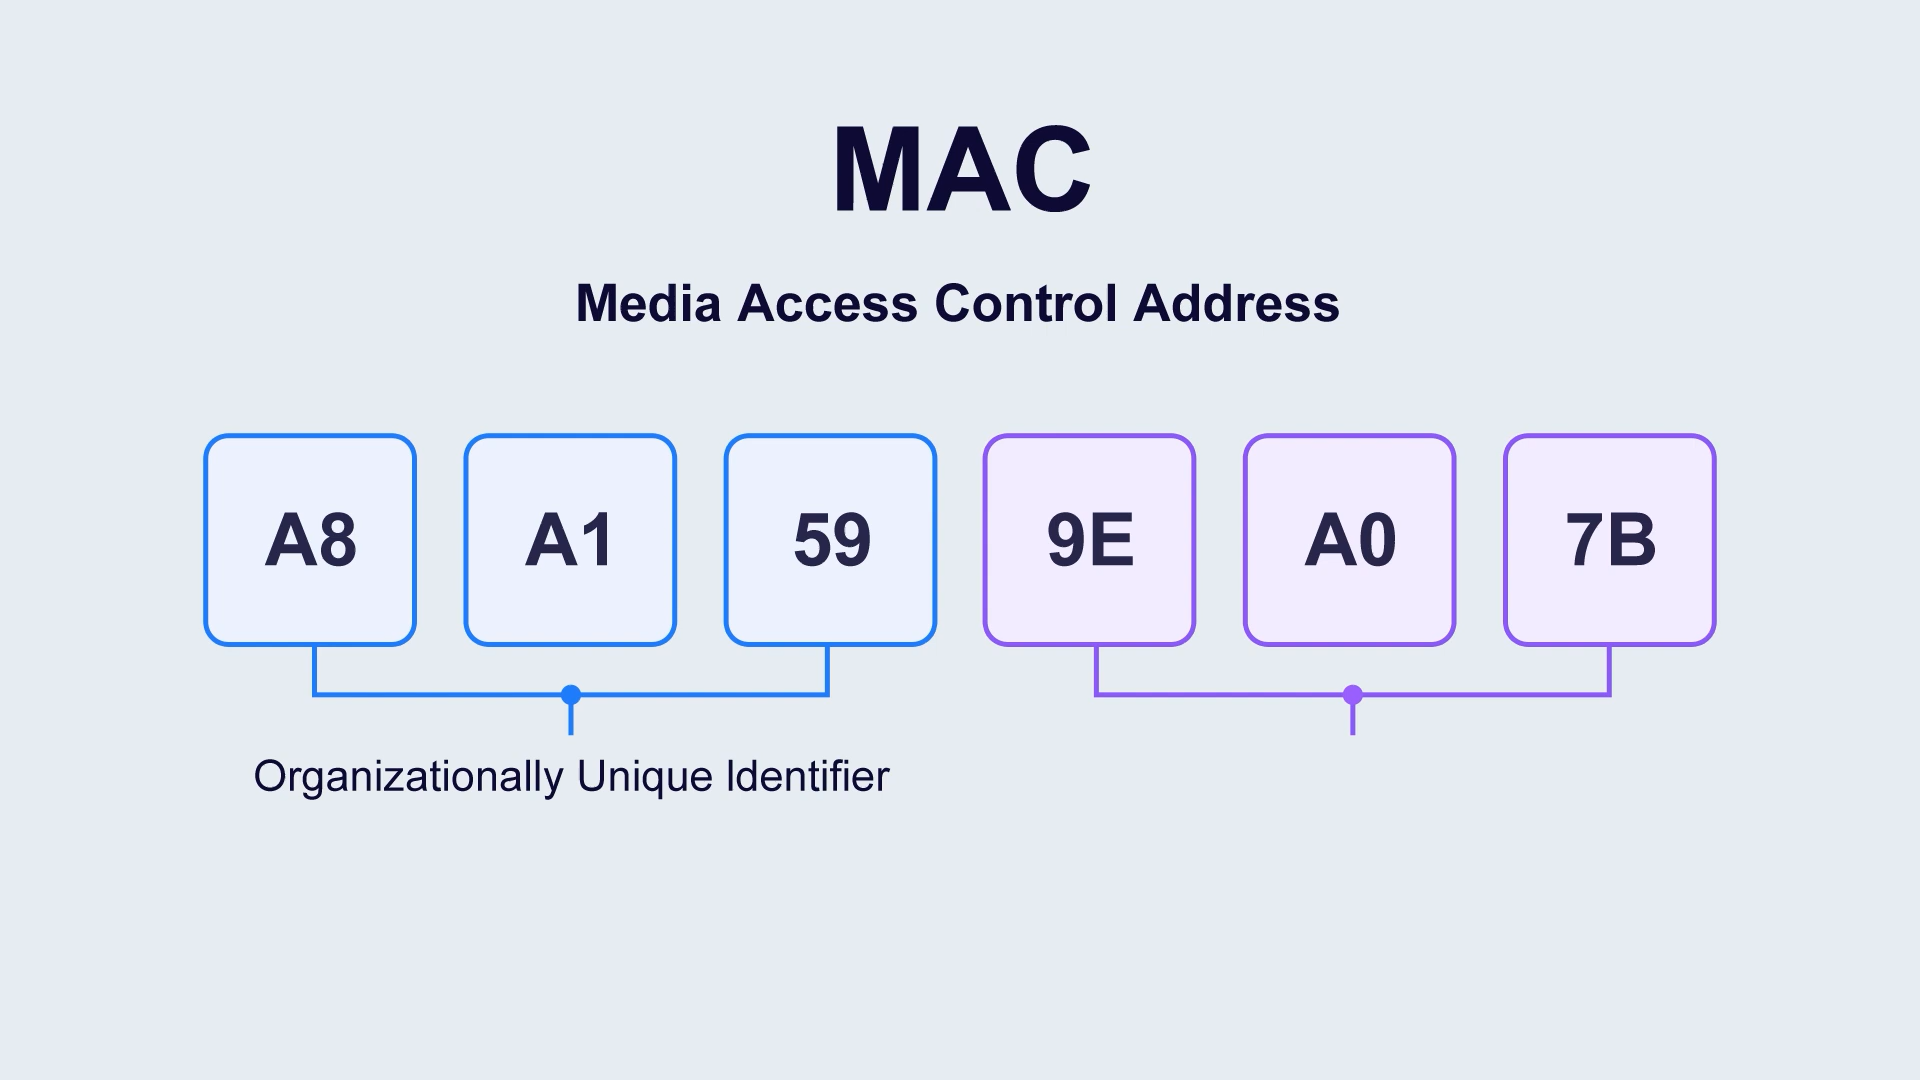 MAC
Media Access Control Address
A8 A1 59 9E A0 7B
Organizationally Unique Identifier